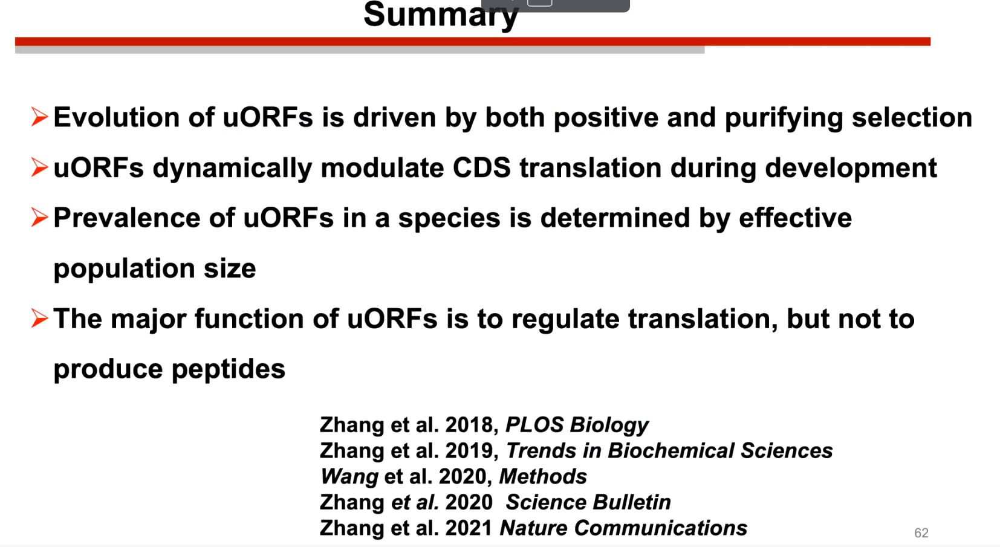 Summary
➢Evolution of uORFs is driven by both positive and purifying selection
➢uORFs dynamically modulate CDS translation during development
➢Prevalence of uORFs in a species is determined by effective
population size
➢The major function of uORFs is to regulate translation, but not to
produce peptides
Zhang et al. 2018, PLOS Biology
Zhang et al. 2019, Trends in Biochemical Sciences
Wang et al. 2020, Methods
Zhang et al. 2020 Science Bulletin
Zhang et al. 2021 Nature Communications
62